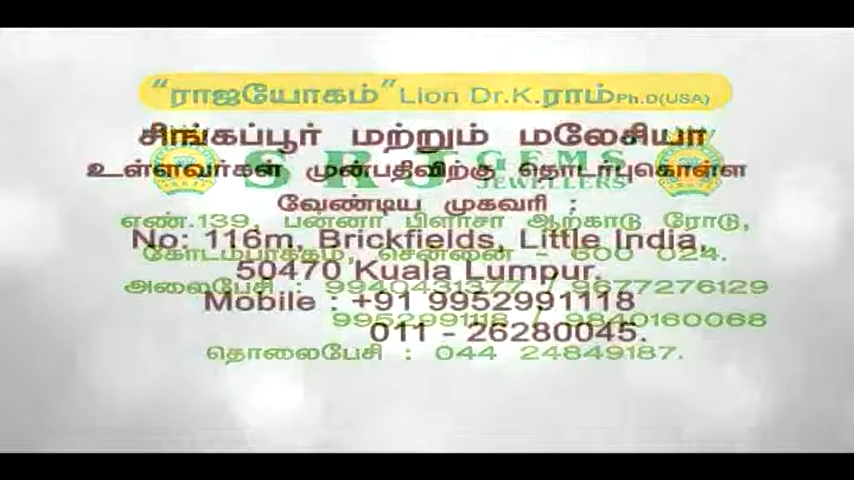 “ராஜயோகம்” Lion Dr.K.ராம்Ph.D(USA)
சிங்கப்பூர் மற்றும் மலேசியா
S R J GEMS JEWELLERS
உள்ளவர்கள் முன்பதிவிற்கு தொடர்புகொள்ள
வேண்டிய முகவரி :
எண்.139, பன்னா பிளாசா ஆற்காடு ரோடு,
No: 116m, Brickfields, Little India,
கோடம்பாக்கம், சென்னை - 600 024.
50470 Kuala Lumpur.
அலைபேசி : 9940431377 / 9677276129
Mobile : +91 9952991118
9952991118 / 9840160068
011 - 26280045.
தொலைபேசி : 044 24849187.